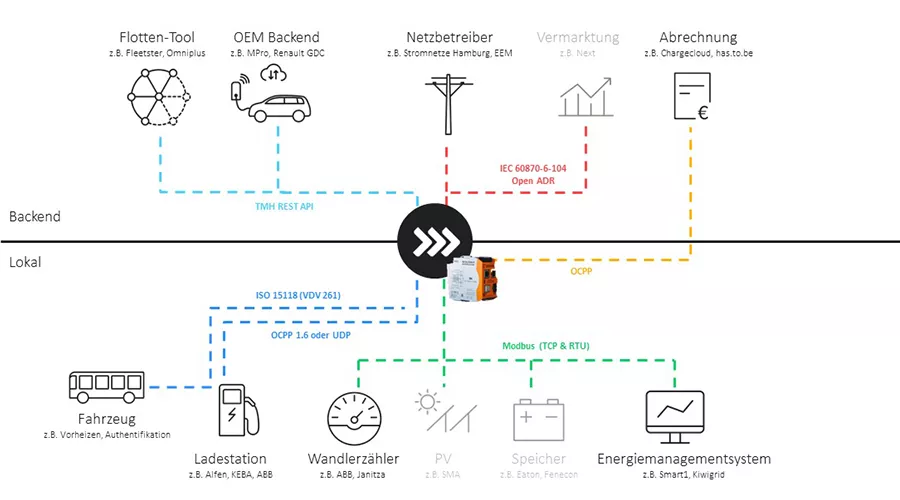 Flotten-Tool
z.B. Fleetster, Omniplus
OEM Backend
z.B. MPro, Renault GDC
Netzbetreiber
z.B. Stromnetze Hamburg, EEM
Vermarktung
z.B. Next
Abrechnung
z.B. Chargecloud, has.to.be
€
IEC 60870-6-104
Open ADR
TMH REST API
Backend
Lokal
OCPP
ISO 15118 (VDV 261)
OCPP 1.6 oder UDP
Modbus (TCP & RTU)
Fahrzeug
z.B. Vorheizen, Authentifikation
Ladestation
z.B. Alfen, KEBA, ABB
Wandlerzähler
z.B. ABB, Janitza
PV
z.B. SMA
Speicher
z.B. Eaton, Fenecon
Energiemanagementsystem
z.B. Smart1, Kiwigrid